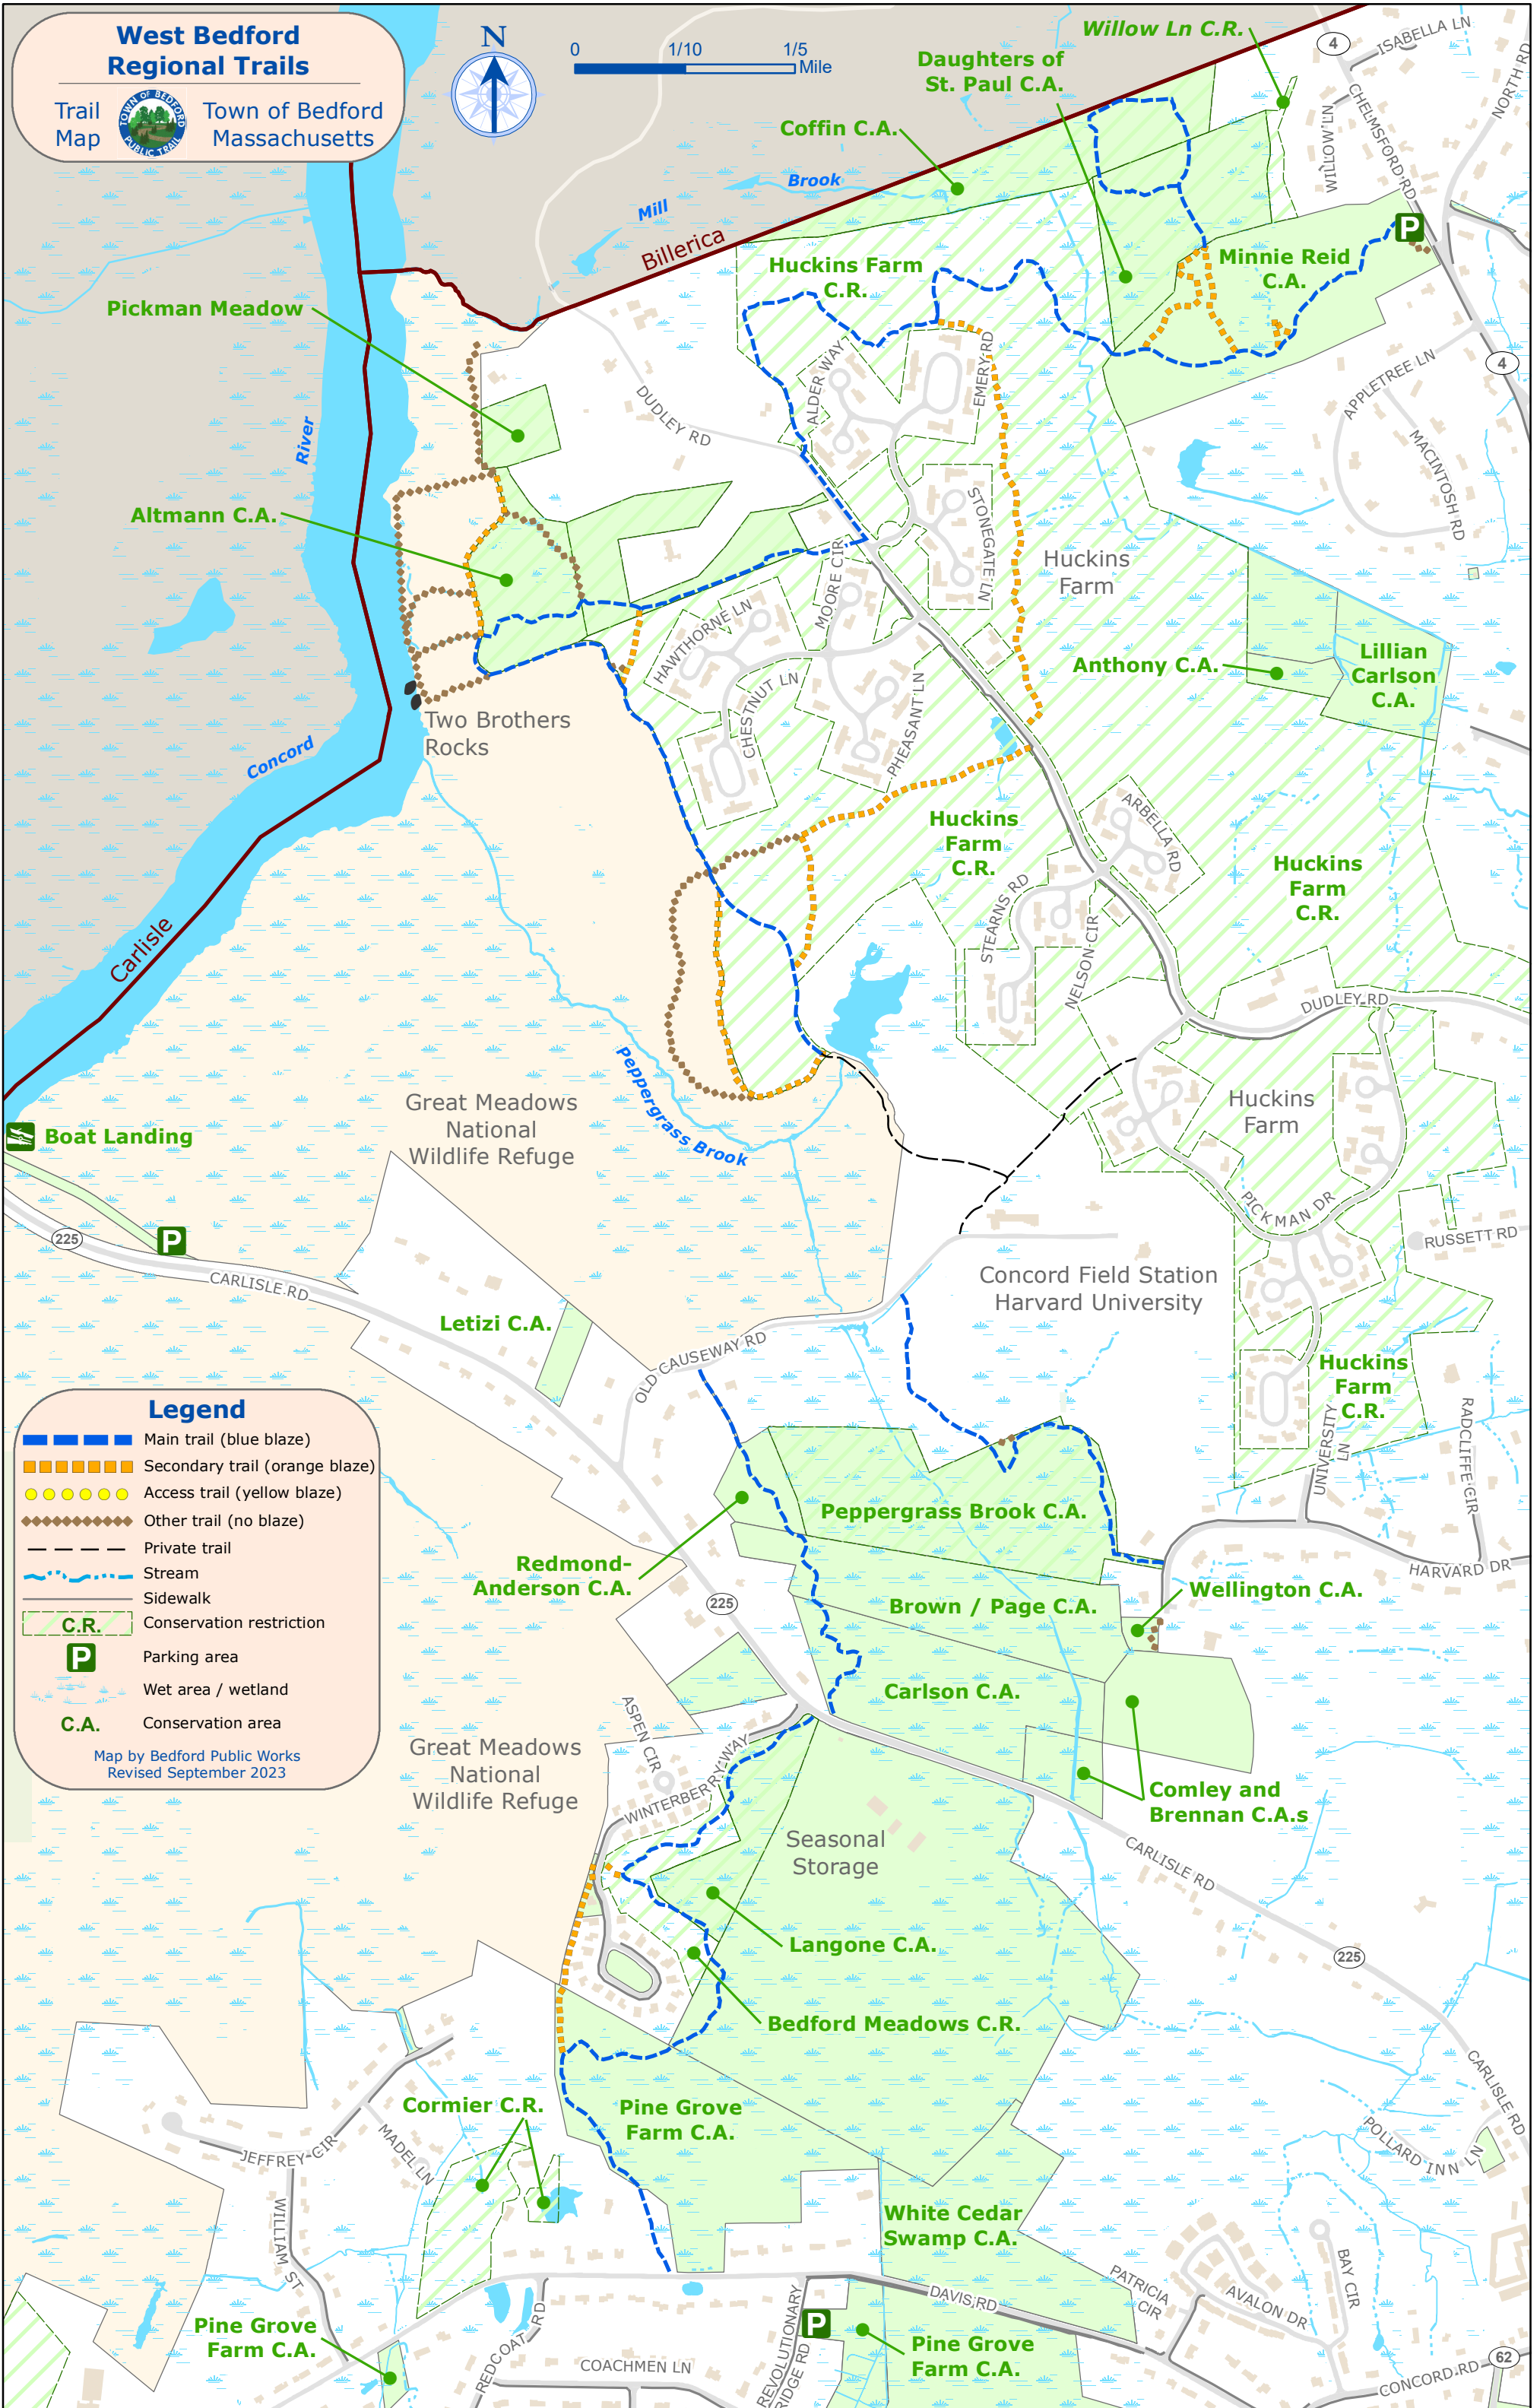 West Bedford
Regional Trails
Trail
Map
TOWN OF BEDFORD
PUBLIC TRAIL
Town of Bedford
Massachusetts
N
0
1/10
1/5
Mile
Willow Ln C.R.
Daughters of
St. Paul C.A.
Coffin C.A.
4
ISABELLA LN
NORTH RD
CHELMSFORD RD
WILLOW LN
Mill
Brook
Billerica
P
Huckins Farm
C.R.
Minnie Reid
C.A.
Pickman Meadow
River
DUDLEY RD
ALDER WAY
EMERY RD
4
APPLETREE LN
MACINTOSH RD
Altmann C.A.
STONEGATE LN
Huckins
Farm
MOORE CIR
HAWTHORNE LN
CHESTNUT LN
PHEASANT LN
Anthony C.A.
Lillian
Carlson
C.A.
Two Brothers
Rocks
Concord
Huckins
Farm
C.R.
ARBELLA RD
Huckins
Farm
C.R.
STEARNS RD
NELSON CIR
Carlisle
DUDLEY RD
Peppergrass Brook
Great Meadows
National
Wildlife Refuge
Huckins
Farm
Boat Landing
P
225
CARLISLE RD
PICKMAN DR
RUSSETT RD
Concord Field Station
Harvard University
Letizi C.A.
OLD CAUSEWAY RD
Huckins
Farm
C.R.
UNIVERSITY
LN
RADCLIFFE CIR
Legend
Main trail (blue blaze)
Secondary trail (orange blaze)
Access trail (yellow blaze)
Other trail (no blaze)
Private trail
Stream
Sidewalk
C.R.
Conservation restriction
P
Parking area
Wet area / wetland
C.A.
Conservation area
Map by Bedford Public Works
Revised September 2023
Peppergrass Brook C.A.
Redmond-
Anderson C.A.
HARVARD DR
Wellington C.A.
225
Brown / Page C.A.
Carlson C.A.
ASPEN CIR
WINTERBERRY WAY
Great Meadows
National
Wildlife Refuge
Comley and
Brennan C.A.s
Seasonal
Storage
CARLISLE RD
Langone C.A.
225
Bedford Meadows C.R.
CARLISLE RD
Cormier C.R.
Pine Grove
Farm C.A.
POLLARD INN LN
JEFFREY CIR
MADEL LN
WILLIAM ST
White Cedar
Swamp C.A.
DAVIS RD
PATRICIA
CIR
AVALON DR
BAY CIR
Pine Grove
Farm C.A.
REDCOAT RD
COACHMEN LN
REVOLUTIONARY
RIDGE RD
P
Pine Grove
Farm C.A.
CONCORD RD
62